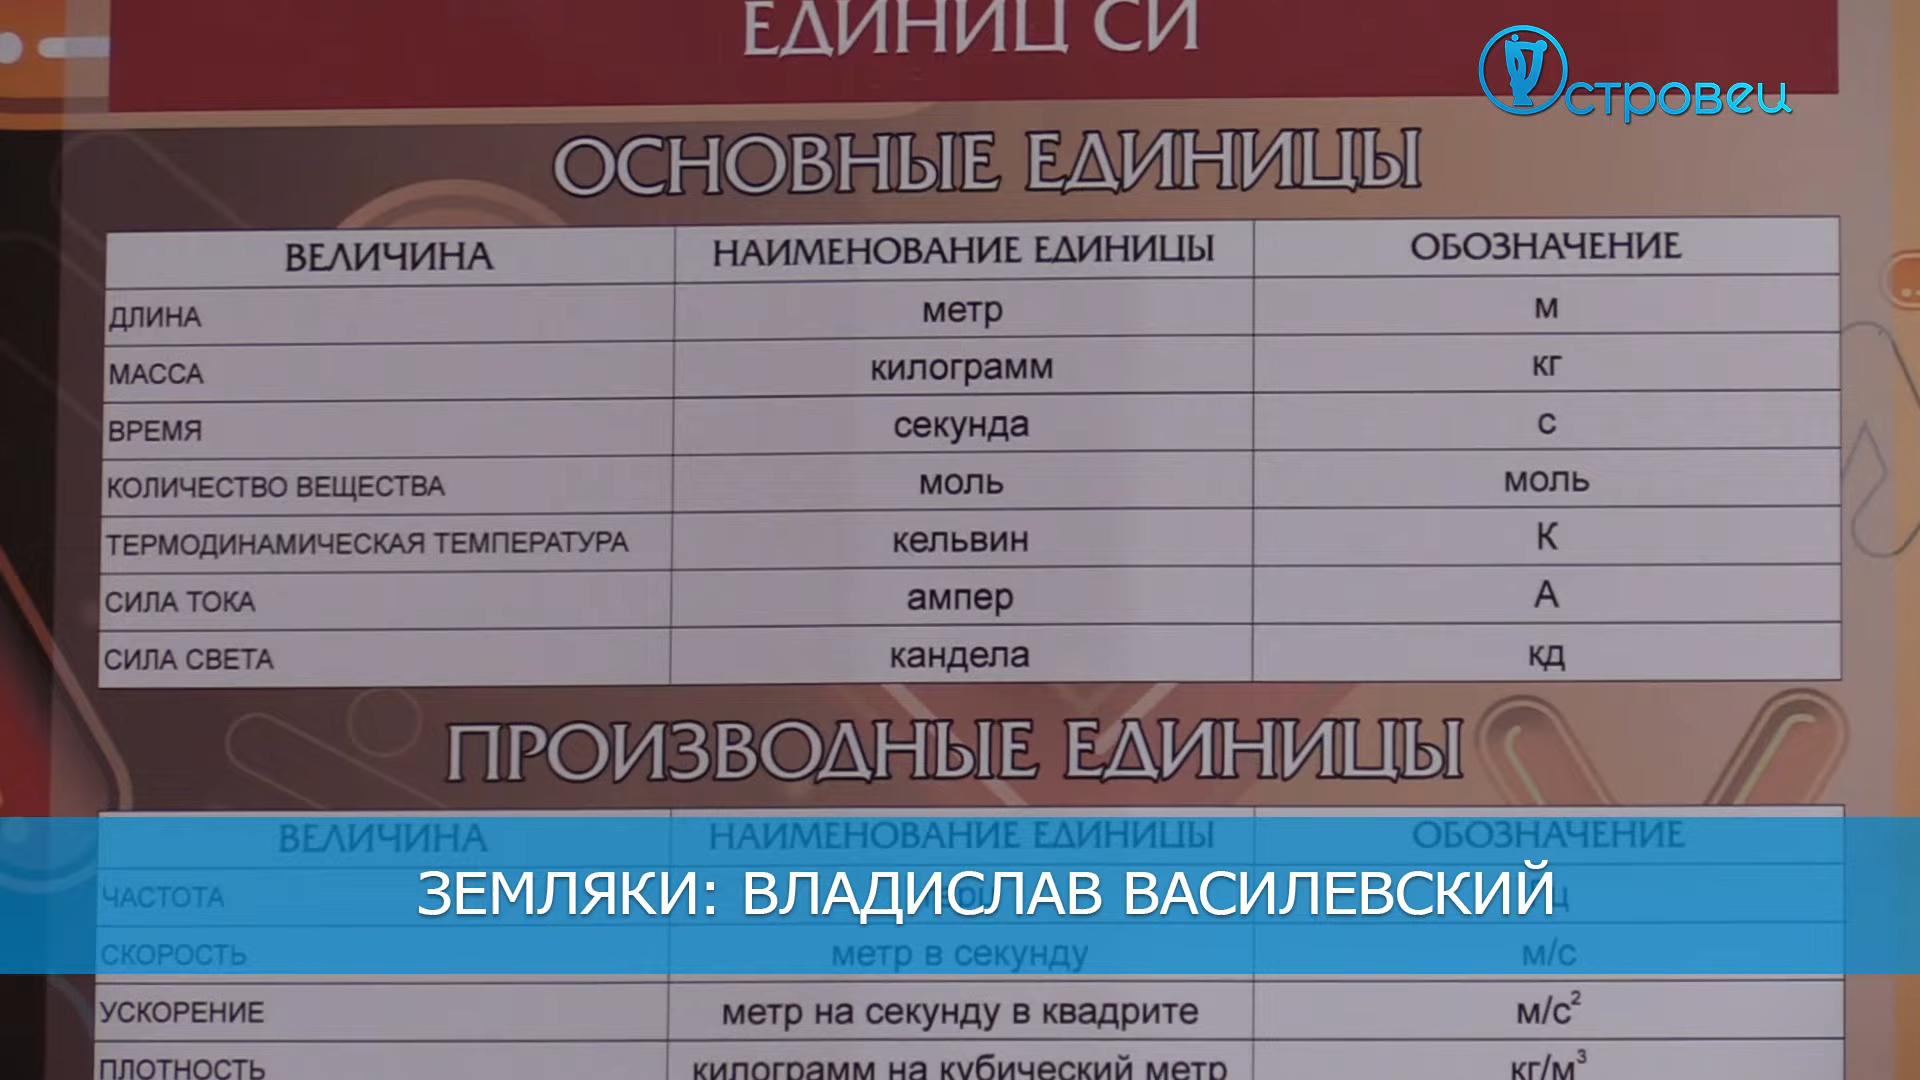 ЕДИНИЦ СИ
Островец
ОСНОВНЫЕ ЕДИНИЦЫ
ВЕЛИЧИНА НАИМЕНОВАНИЕ ЕДИНИЦЫ ОБОЗНАЧЕНИЕ
ДЛИНА метр м
МАССА килограмм кг
ВРЕМЯ секунда с
КОЛИЧЕСТВО ВЕЩЕСТВА моль моль
ТЕРМОДИНАМИЧЕСКАЯ ТЕМПЕРАТУРА кельвин К
СИЛА ТОКА ампер А
СИЛА СВЕТА кандела кд
ПРОИЗВОДНЫЕ ЕДИНИЦЫ
ВЕЛИЧИНА НАИМЕНОВАНИЕ ЕДИНИЦЫ ОБОЗНАЧЕНИЕ
ЧАСТОТА
ЗЕМЛЯКИ: ВЛАДИСЛАВ ВАСИЛЕВСКИЙ
СКОРОСТЬ метр в секунду м/с
УСКОРЕНИЕ метр на секунду в квадрите м/с²
ПЛОТНОСТЬ килограмм на кубический метр кг/м³